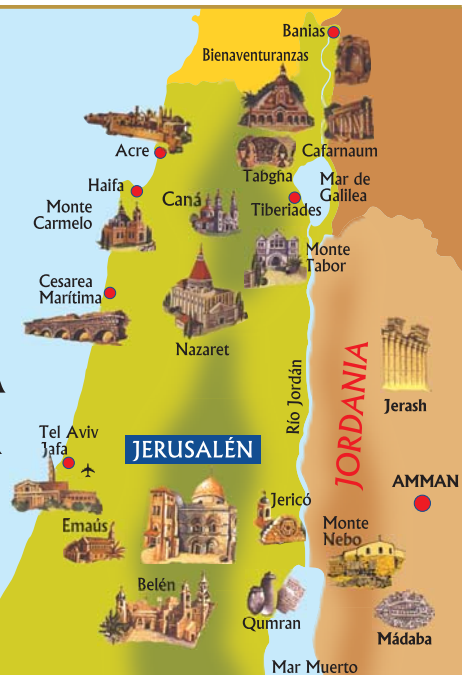 Banias
Bienaventuranzas
Acre
Cafarnaum
Tabgha
Haifa
Mar de
Galilea
Caná
Tiberiades
Monte
Carmelo
Monte
Tabor
Cesarea
Marítima
Nazaret
Río Jordán
JORDANIA
Jerash
Tel Aviv
Jafa
JERUSALÉN
AMMAN
Jericó
Emaús
Monte
Nebo
Belén
Qumran
Mádaba
Mar Muerto